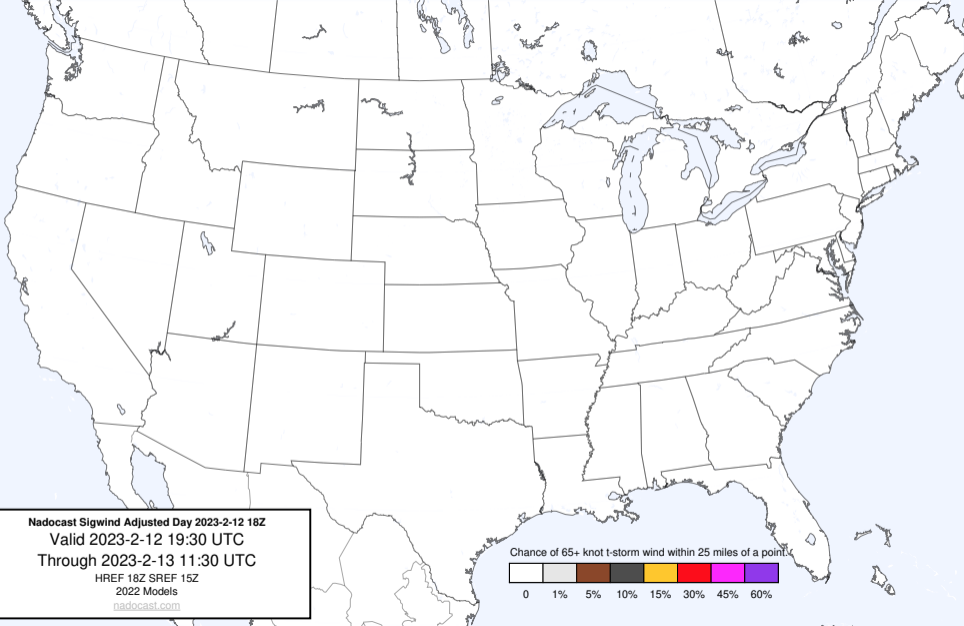 Nadocast Sigwind Adjusted Day 2023-2-12 18Z
Valid 2023-2-12 19:30 UTC
Through 2023-2-13 11:30 UTC
HREF 18Z SREF 15Z
2022 Models
nadocast.com
Chance of 65+ knot t-storm wind within 25 miles of a point.
0 1% 5% 10% 15% 30% 45% 60%